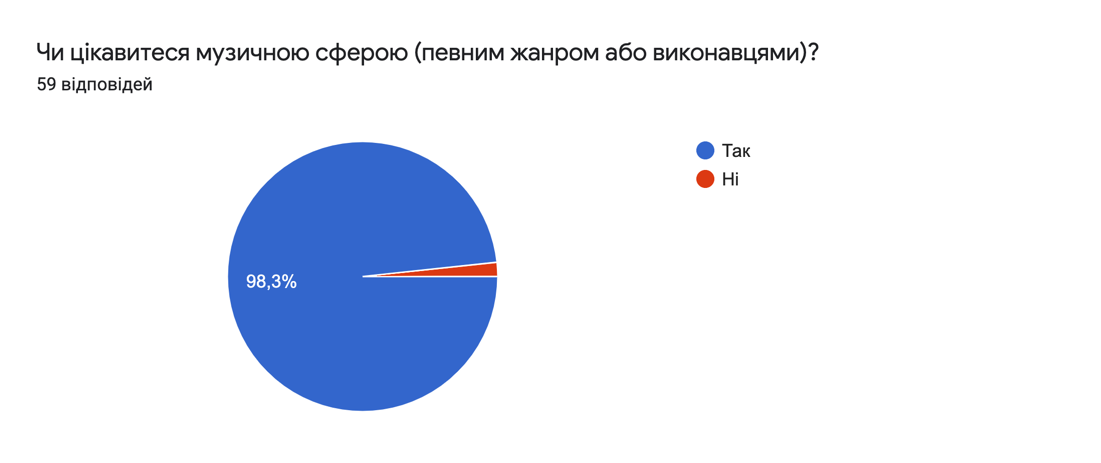 Чи цікавитеся музичною сферою (певним жанром або виконавцями)?
59 відповідей
98,3%
Так
Ні